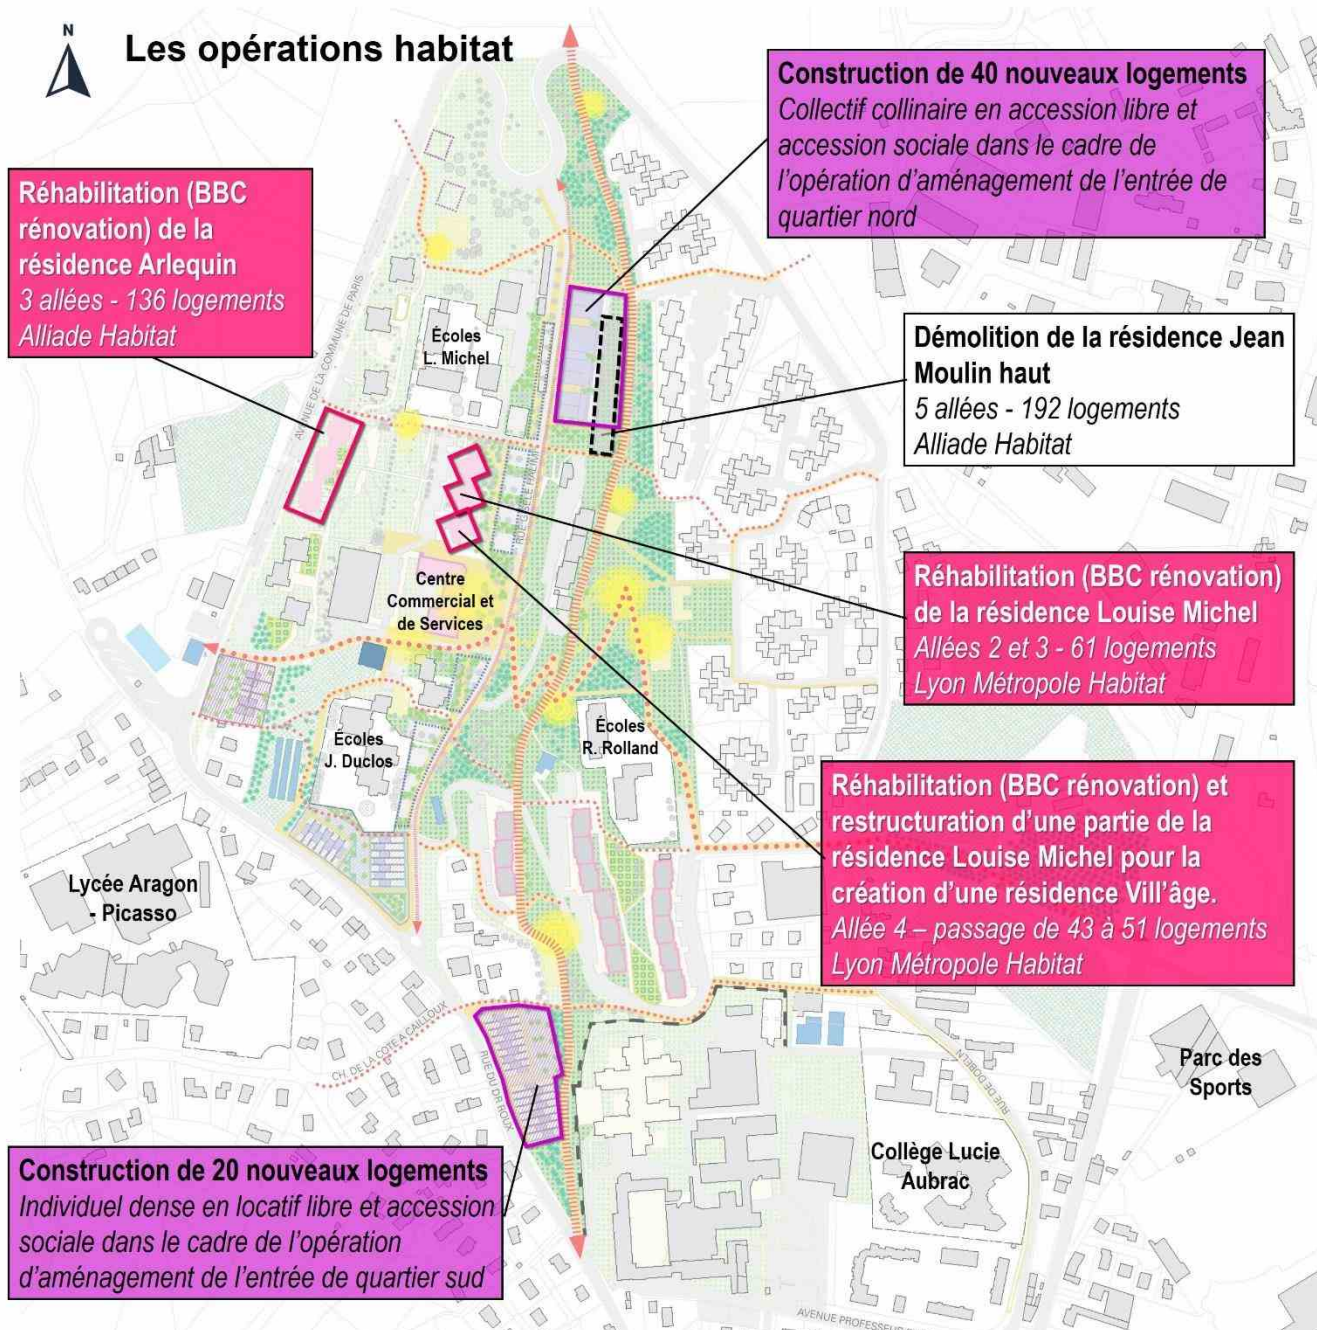 N
Les opérations habitat
Construction de 40 nouveaux logements
Collectif collinaire en accession libre et
accession sociale dans le cadre de
l'opération d'aménagement de l'entrée de
quartier nord
Réhabilitation (BBC
rénovation) de la
résidence Arlequin
3 allées - 136 logements
Alliade Habitat
AVENUE DE LA COMMUNE DE PARIS
Écoles
L. Michel
Démolition de la résidence Jean
Moulin haut
5 allées - 192 logements
Alliade Habitat
RUE GISÈLE HALIMI
Centre
Commercial et
de Services
Réhabilitation (BBC rénovation)
de la résidence Louise Michel
Allées 2 et 3 - 61 logements
Lyon Métropole Habitat
Écoles
J. Duclos
Écoles
R. Rolland
Réhabilitation (BBC rénovation) et
restructuration d'une partie de la
résidence Louise Michel pour la
création d'une résidence Vill'âge.
Allée 4 – passage de 43 à 51 logements
Lyon Métropole Habitat
Lycée Aragon
- Picasso
CH. DE LA COTE A CAILLOUX
RUE DU DR ROUX
RUE DE DOBËLN
Parc des
Sports
Collège Lucie
Aubrac
Construction de 20 nouveaux logements
Individuel dense en locatif libre et accession
sociale dans le cadre de l'opération
d'aménagement de l'entrée de quartier sud
AVENUE PROFESSEUR